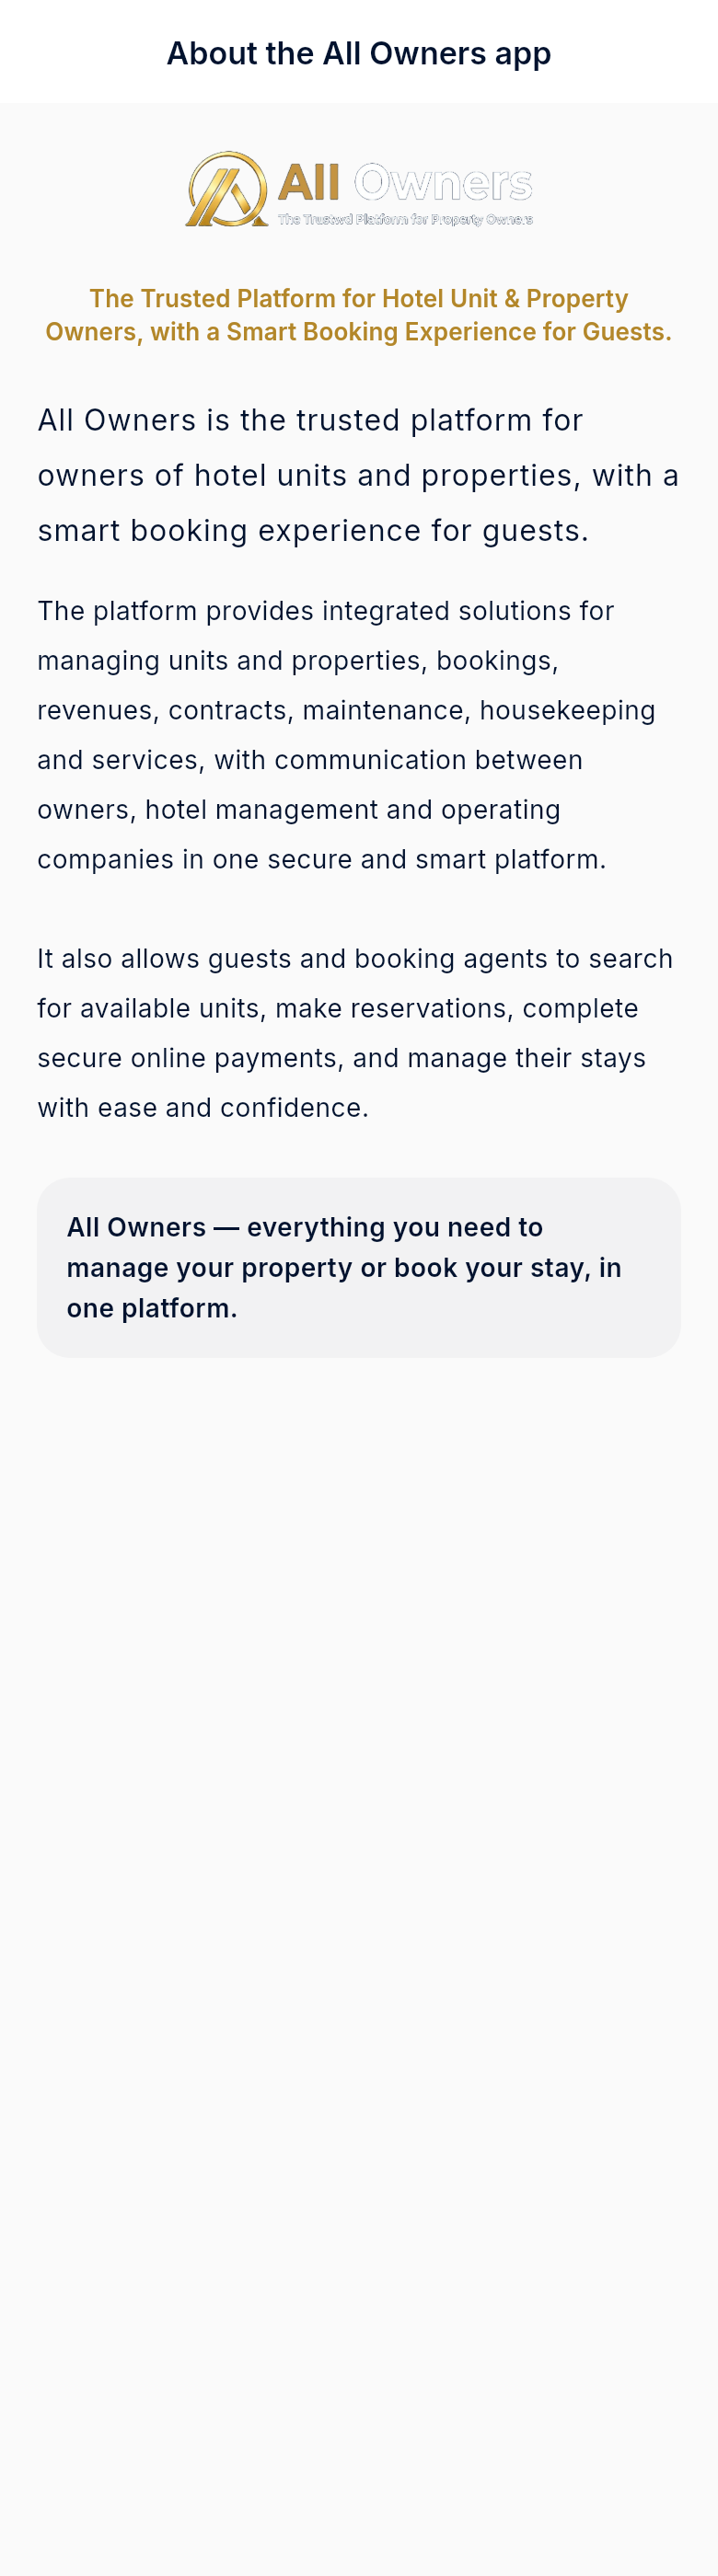 About the All Owners app
All Owners
The Trustwd Platform for Property Owners
The Trusted Platform for Hotel Unit & Property
Owners, with a Smart Booking Experience for Guests.
All Owners is the trusted platform for
owners of hotel units and properties, with a
smart booking experience for guests.
The platform provides integrated solutions for
managing units and properties, bookings,
revenues, contracts, maintenance, housekeeping
and services, with communication between
owners, hotel management and operating
companies in one secure and smart platform.
It also allows guests and booking agents to search
for available units, make reservations, complete
secure online payments, and manage their stays
with ease and confidence.
All Owners — everything you need to
manage your property or book your stay, in
one platform.